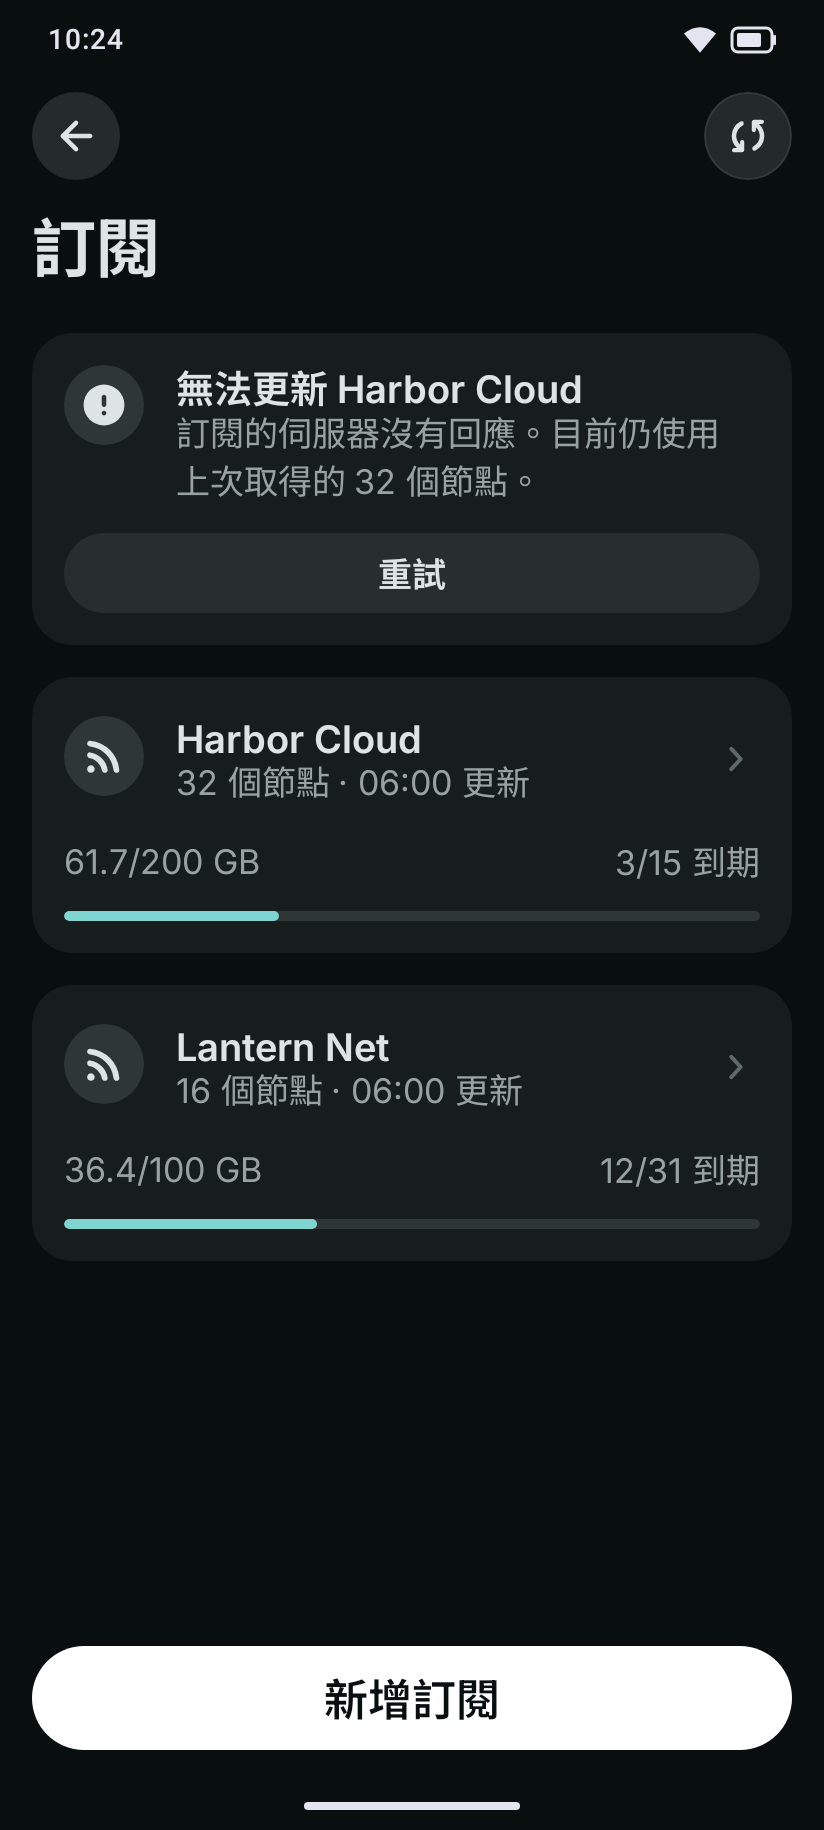 10:24
訂閱
無法更新 Harbor Cloud
訂閱的伺服器沒有回應。目前仍使用
上次取得的 32 個節點。
重試
Harbor Cloud
32 個節點 · 06:00 更新
61.7/200 GB
3/15 到期
Lantern Net
16 個節點 · 06:00 更新
36.4/100 GB
12/31 到期
新增訂閱